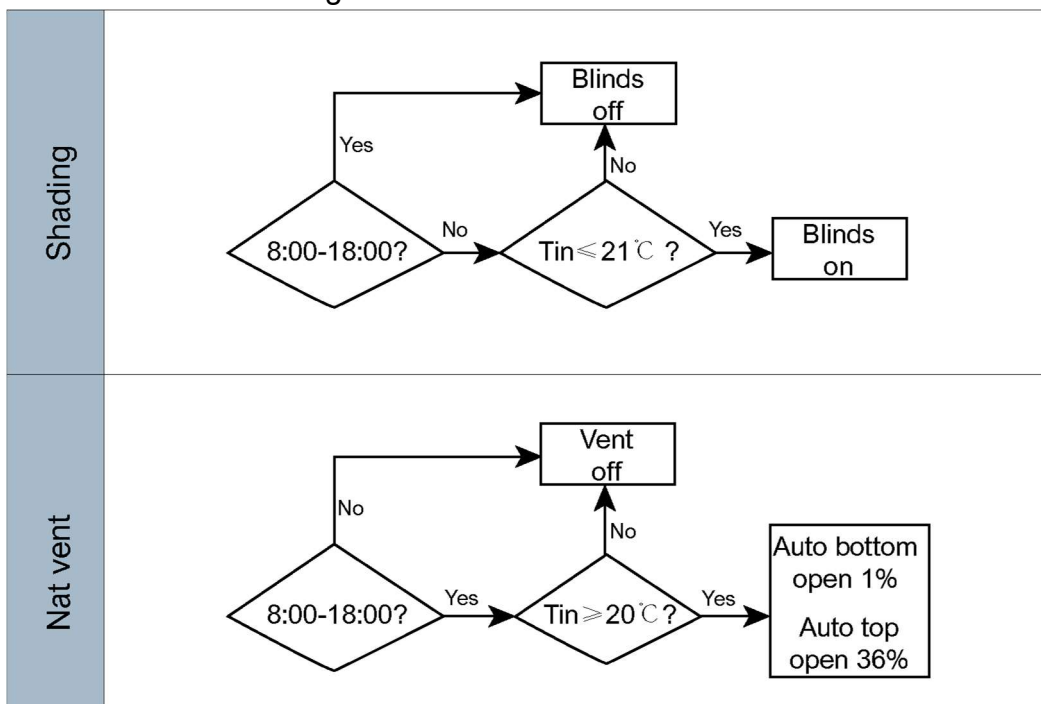 Shading
Blinds
off
Yes
No
8:00-18:00?
No
Tin≤21℃ ?
Yes
Blinds
on
Nat vent
Vent
off
No
No
8:00-18:00?
Yes
Tin≥20℃?
Yes
Auto bottom
open 1%
Auto top
open 36%